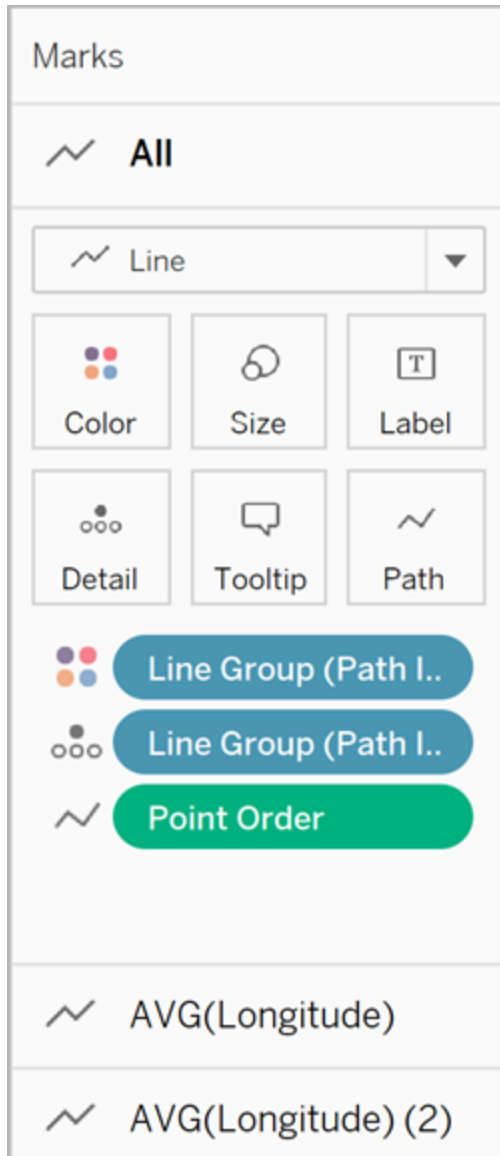 Marks
All
Line
Color Size Label
Detail Tooltip Path
Line Group (Path I..
Line Group (Path I..
Point Order
AVG(Longitude)
AVG(Longitude) (2)